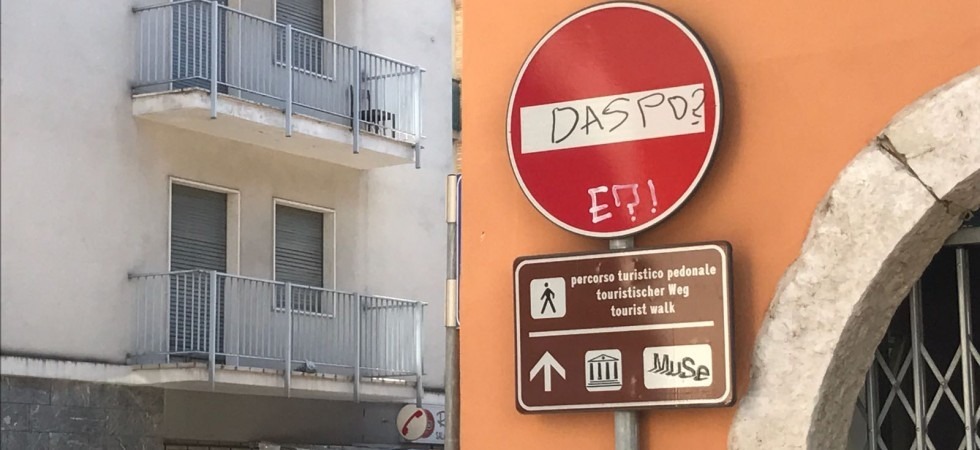 DASPO?
E?!
percorso turistico pedonale
touristischer Weg
tourist walk
MUSe